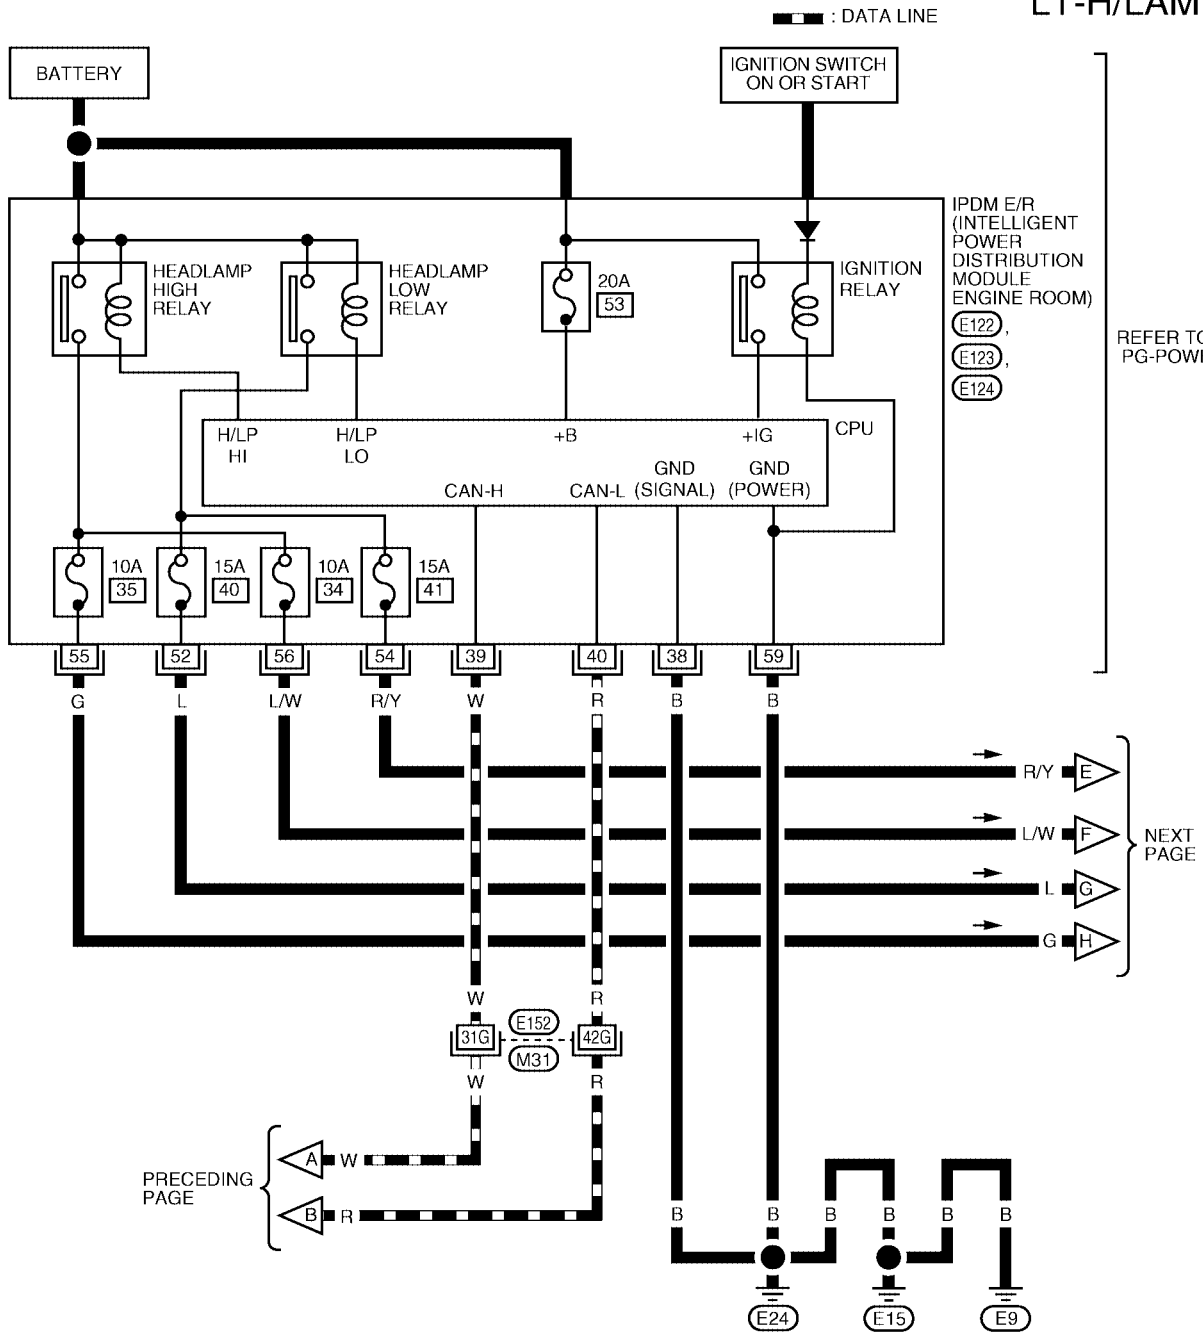 : DATA LINE
BATTERY
IGNITION SWITCH
ON OR START
IPDM E/R
(INTELLIGENT
POWER
DISTRIBUTION
MODULE
ENGINE ROOM)
E122 ,
E123 ,
E124
HEADLAMP
HIGH
RELAY
HEADLAMP
LOW
RELAY
20A
53
IGNITION
RELAY
REFER
H/LP
HI
H/LP
LO
+B
+IG
CPU
CAN-H
CAN-L
GND
(SIGNAL)
GND
(POWER)
10A
35
15A
40
10A
34
15A
41
55 52 56 54 39 40 38 59
G L L/W R/Y W R B B
R/Y E
L/W F
L G
G H
NEXT
PAGE
W R
31G E152 42G
M31
W R
PRECEDING
PAGE
A W
B R
B B B B B B
E24 E15 E9